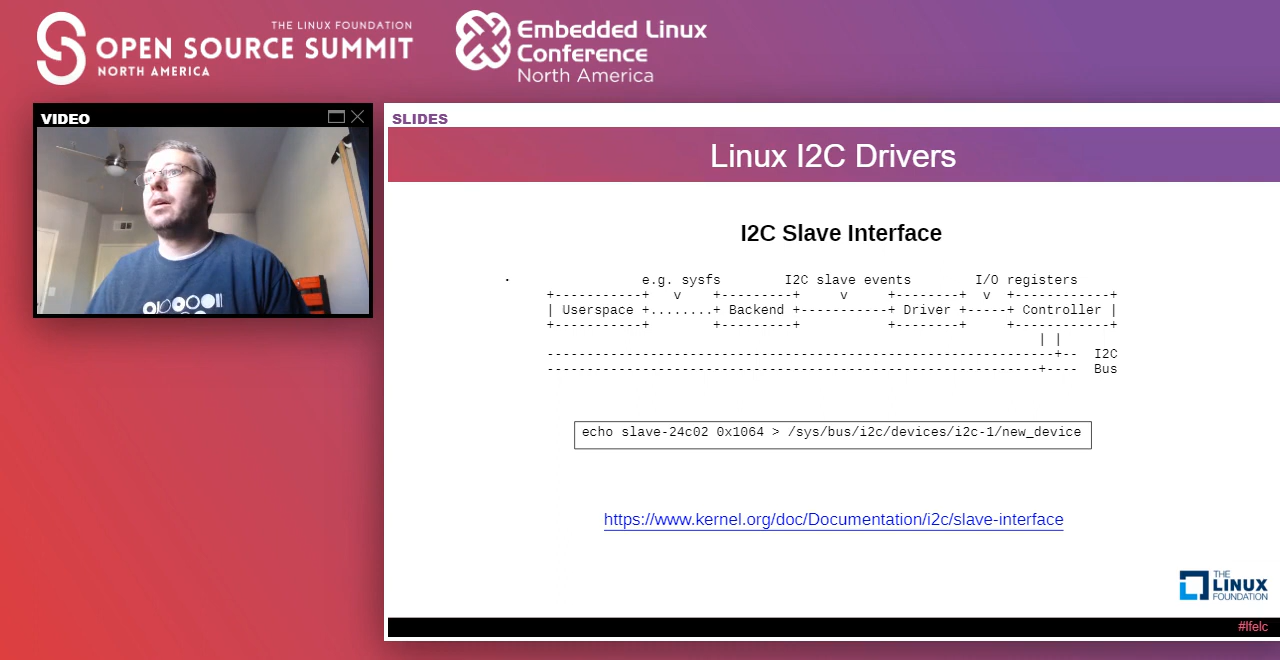 THE LINUX FOUNDATION
OPEN SOURCE SUMMIT
NORTH AMERICA
Embedded Linux
Conference
North America
VIDEO
SLIDES
Linux I2C Drivers
I2C Slave Interface
e.g. sysfs I2C slave events I/O registers
+-----------+ v +---------+ v +--------+ v +------------+
| Userspace +........+ Backend +-----------+ Driver +-----+ Controller |
+-----------+ +---------+ +--------+ +------------+
| |
----------------------------------------------------------------+-- I2C
--------------------------------------------------------------+---- Bus
echo slave-24c02 0x1064 > /sys/bus/i2c/devices/i2c-1/new_device
https://www.kernel.org/doc/Documentation/i2c/slave-interface
THE
LINUX
FOUNDATION
#lfelc